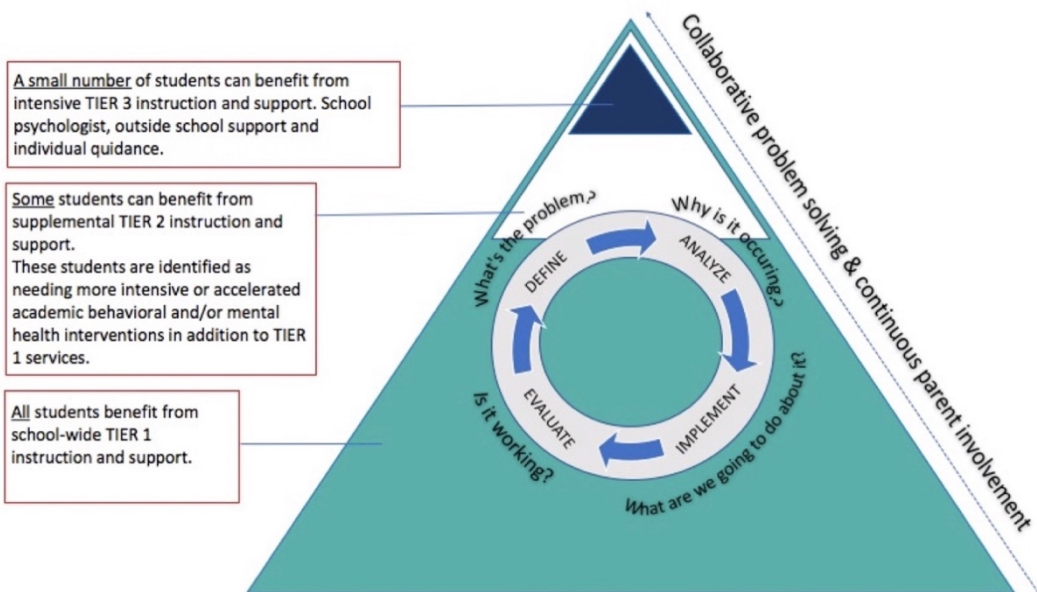 A small number of students can benefit from
intensive TIER 3 instruction and support. School
psychologist, outside school support and
individual quidance.
Some students can benefit from
supplemental TIER 2 instruction and
support.
These students are identified as
needing more intensive or accelerated
academic behavioral and/or mental
health interventions in addition to TIER
1 services.
All students benefit from
school-wide TIER 1
instruction and support.
What's the problem?
Why is it occuring?
What are we going to do about it?
Is it working?
DEFINE
ANALYZE
IMPLEMENT
EVALUATE
Collaborative problem solving & continuous parent involvement